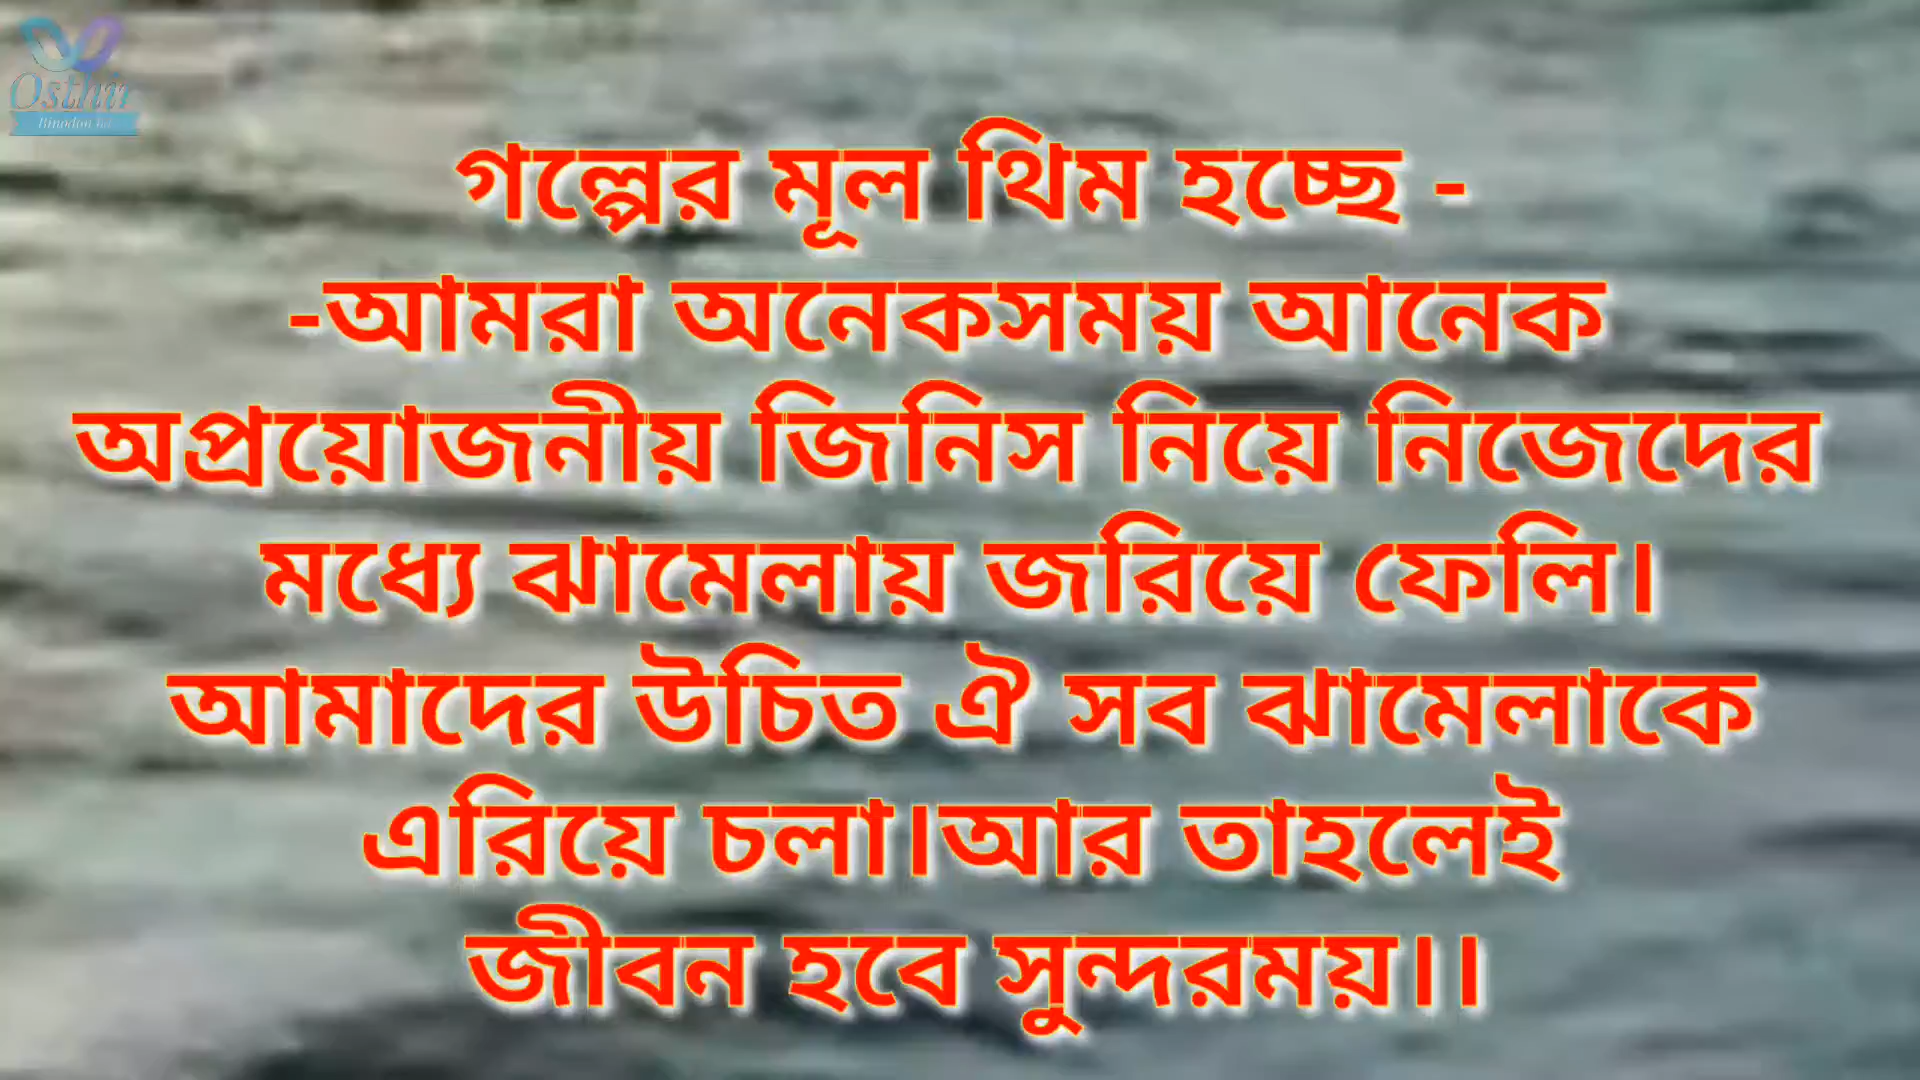 Osthir
গল্পের মূল থিম হচ্ছে -
-আমরা অনেকসময় আনেক
অপ্রয়োজনীয় জিনিস নিয়ে নিজেদের
মধ্যে ঝামেলায় জরিয়ে ফেলি।
আমাদের উচিত ঐ সব ঝামেলাকে
এরিয়ে চলা।আর তাহলেই
জীবন হবে সুন্দরময়।।